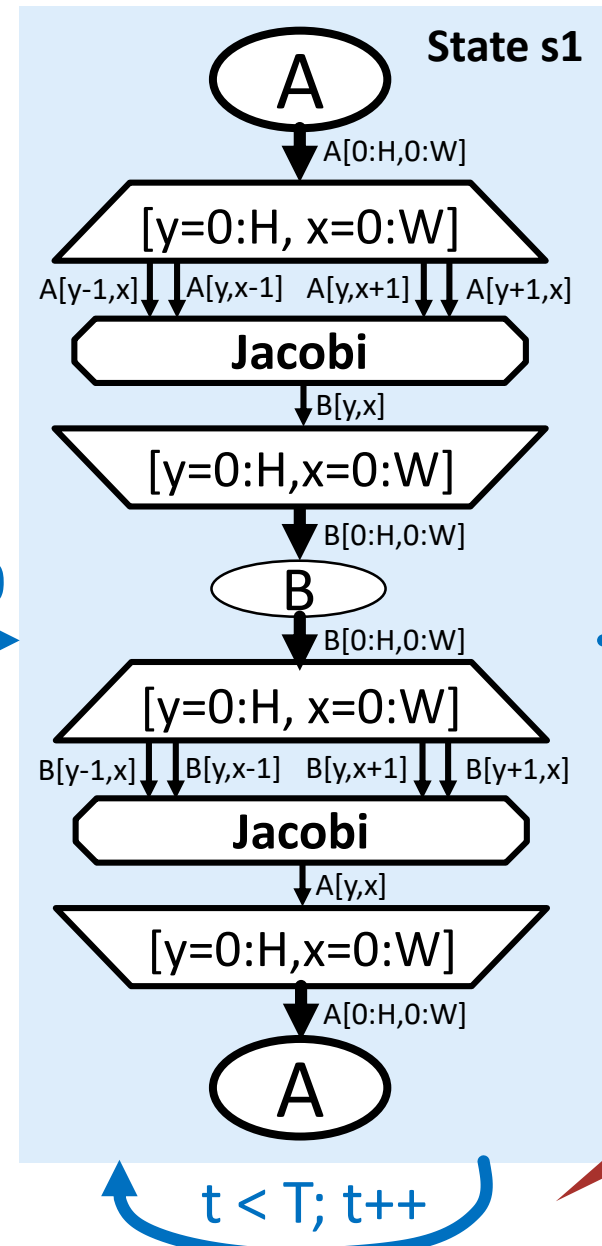 State s1
A
A[0:H,0:W]
[y=0:H, x=0:W]
A[y-1,x] A[y,x-1] A[y,x+1] A[y+1,x]
Jacobi
B[y,x]
[y=0:H,x=0:W]
B[0:H,0:W]
B
B[0:H,0:W]
[y=0:H, x=0:W]
B[y-1,x] B[y,x-1] B[y,x+1] B[y+1,x]
Jacobi
A[y,x]
[y=0:H,x=0:W]
A[0:H,0:W]
A
t < T; t++